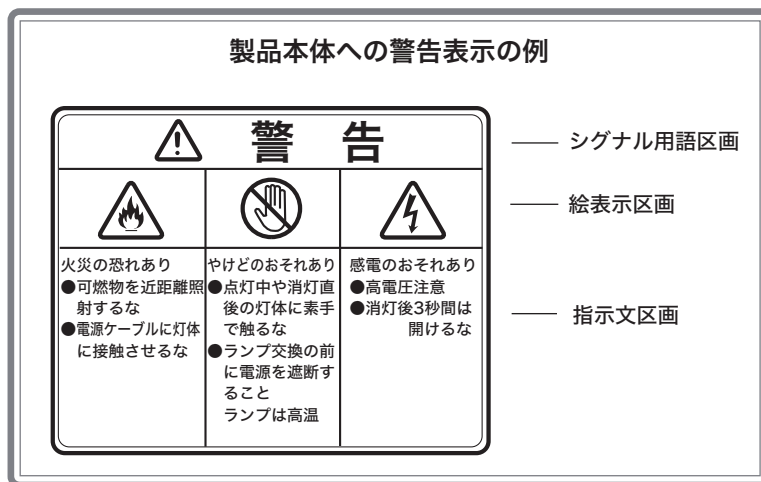 製品本体への警告表示の例
警 告
シグナル用語区画
絵表示区画
火災の恐れあり
●可燃物を近距離照
射するな
●電源ケーブルに灯体
に接触させるな
やけどのおそれあり
●点灯中や消灯直
後の灯体に素手
で触るな
●ランプ交換の前
に電源を遮断す
ること
ランプは高温
感電のおそれあり
●高電圧注意
●消灯後3秒間は
開けるな
指示文区画